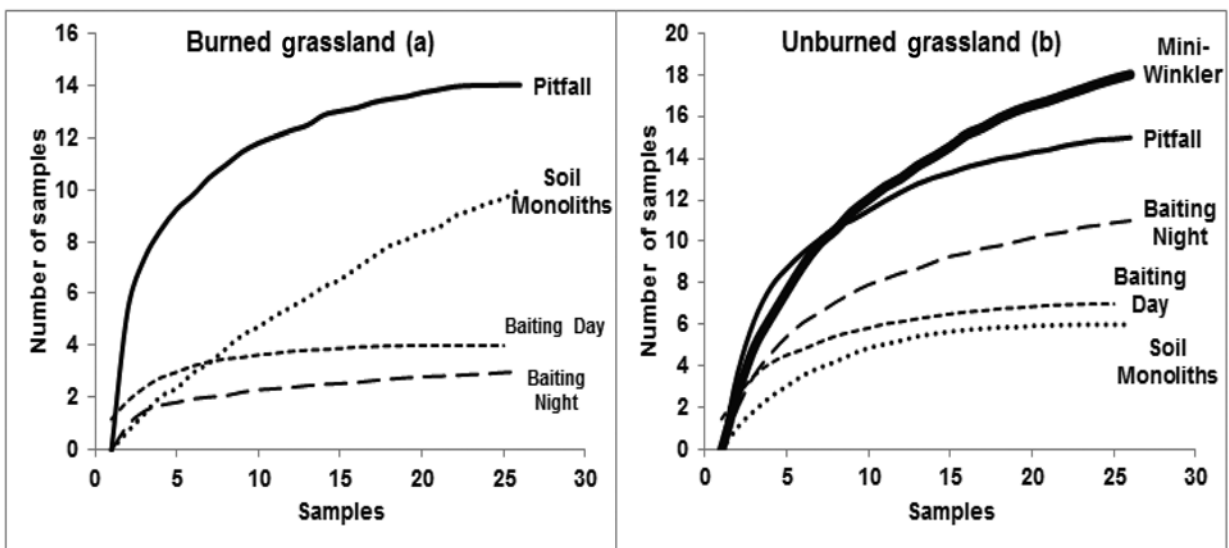 Burned grassland (a)
Number of samples
16
14
12
10
8
6
4
2
0
0 5 10 15 20 25 30
Samples
Pitfall
Soil
Monoliths
Baiting Day
Baiting
Night
Unburned grassland (b)
Number of samples
20
18
16
14
12
10
8
6
4
2
0
0 5 10 15 20 25 30
Samples
Mini-
Winkler
Pitfall
Baiting
Night
Baiting
Day
Soil
Monoliths